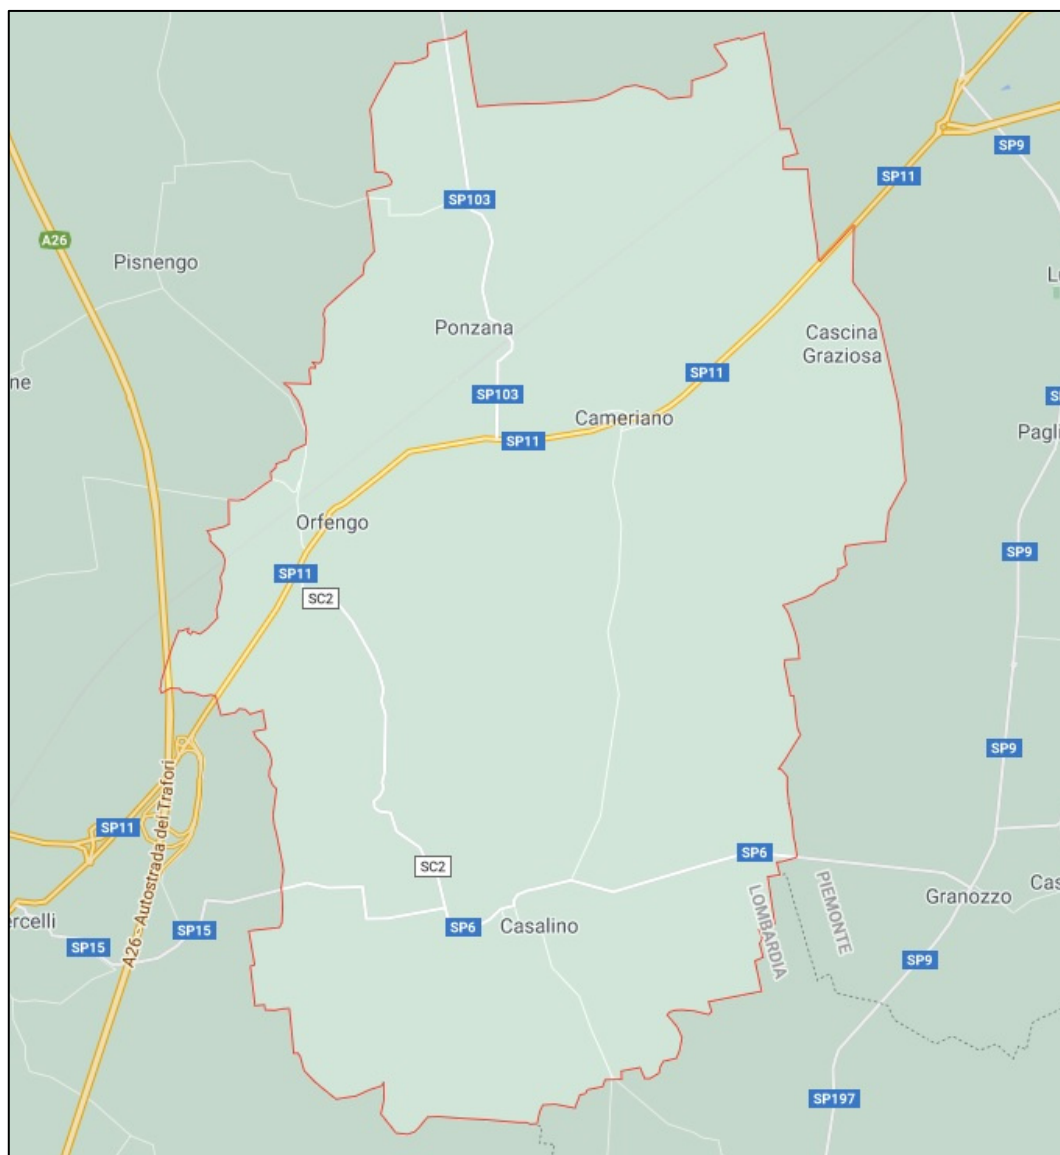 SP9
SP11
SP103
A26
Pisnengo
Ponzana
Cascina
Graziosa
SP11
SP103
Cameriano
SP11
Orfengo
SP9
SP11
SC2
SP9
A26 - Autostrada dei Trafori
SP11
SP6
SC2
LOMBARDIA
PIEMONTE
Granozzo
SP15
SP6
Casalino
SP15
SP9
SP197